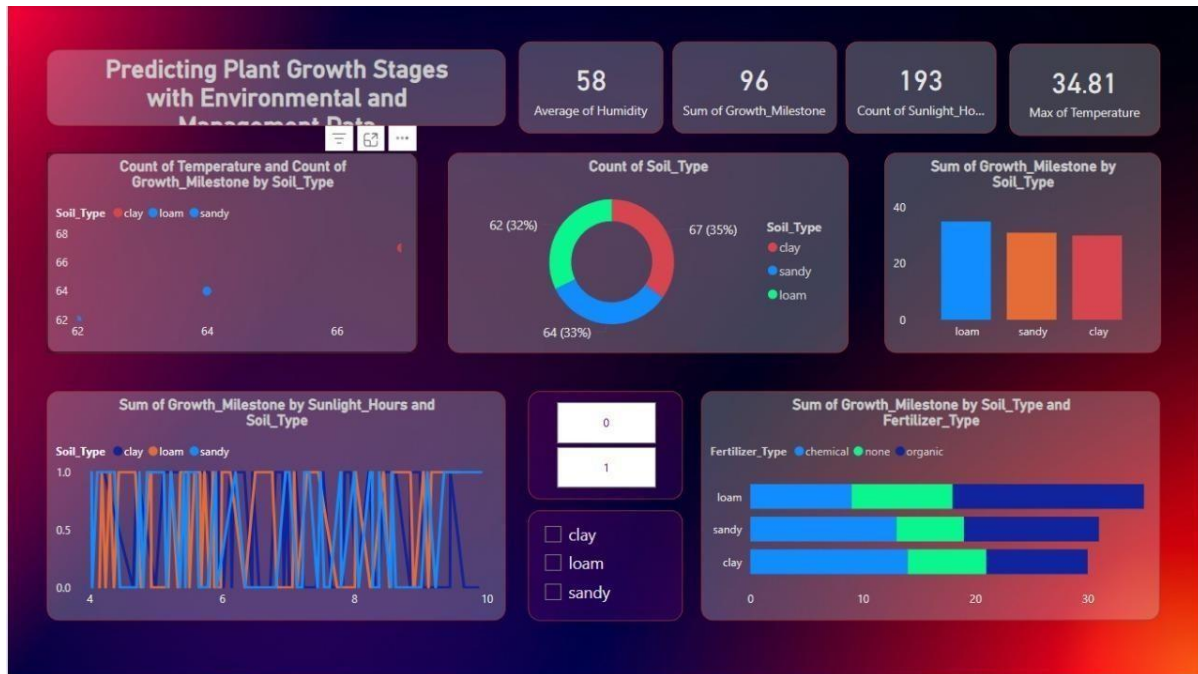 Predicting Plant Growth Stages
with Environmental and
Management Data
58
Average of Humidity
96
Sum of Growth_Milestone
193
Count of Sunlight_Ho...
34.81
Max of Temperature
Count of Temperature and Count of
Growth_Milestone by Soil_Type
Soil_Type clay loam sandy
68
66
64
62
62 64 66
Count of Soil_Type
62 (32%)
67 (35%)
64 (33%)
Soil_Type
clay
sandy
loam
Sum of Growth_Milestone by
Soil_Type
40
20
0
loam sandy clay
Sum of Growth_Milestone by Sunlight_Hours and
Soil_Type
Soil_Type clay loam sandy
1.0
0.5
0.0
4 6 8 10
0
1
clay
loam
sandy
Sum of Growth_Milestone by Soil_Type and
Fertilizer_Type
Fertilizer_Type chemical none organic
loam
sandy
clay
0 10 20 30